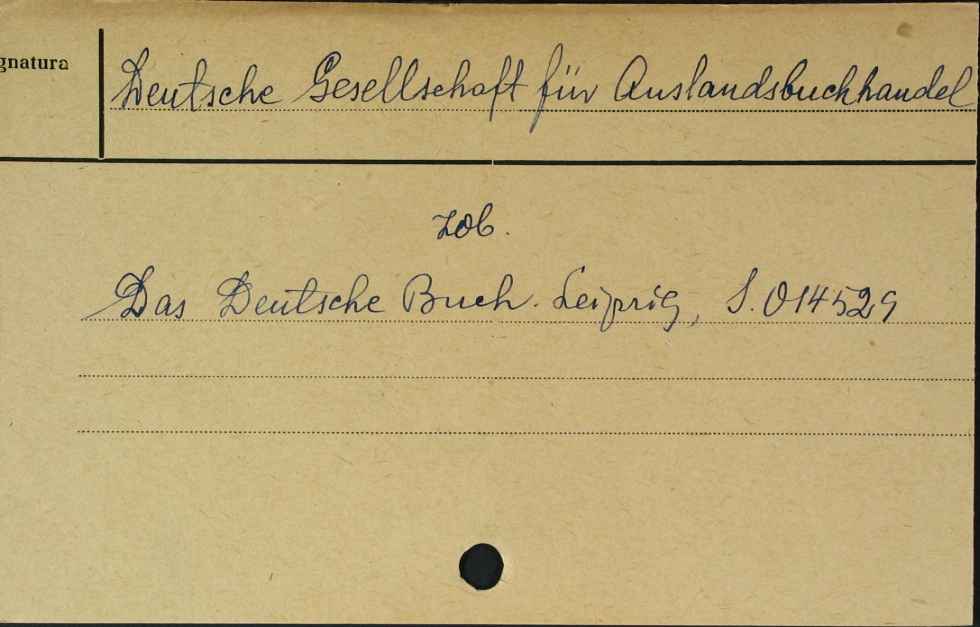 gnatura
Deutsche Gesellschaft für Auslandsbuchhandel
zob.
Das Deutsche Buch. Leipzig, S. 014529